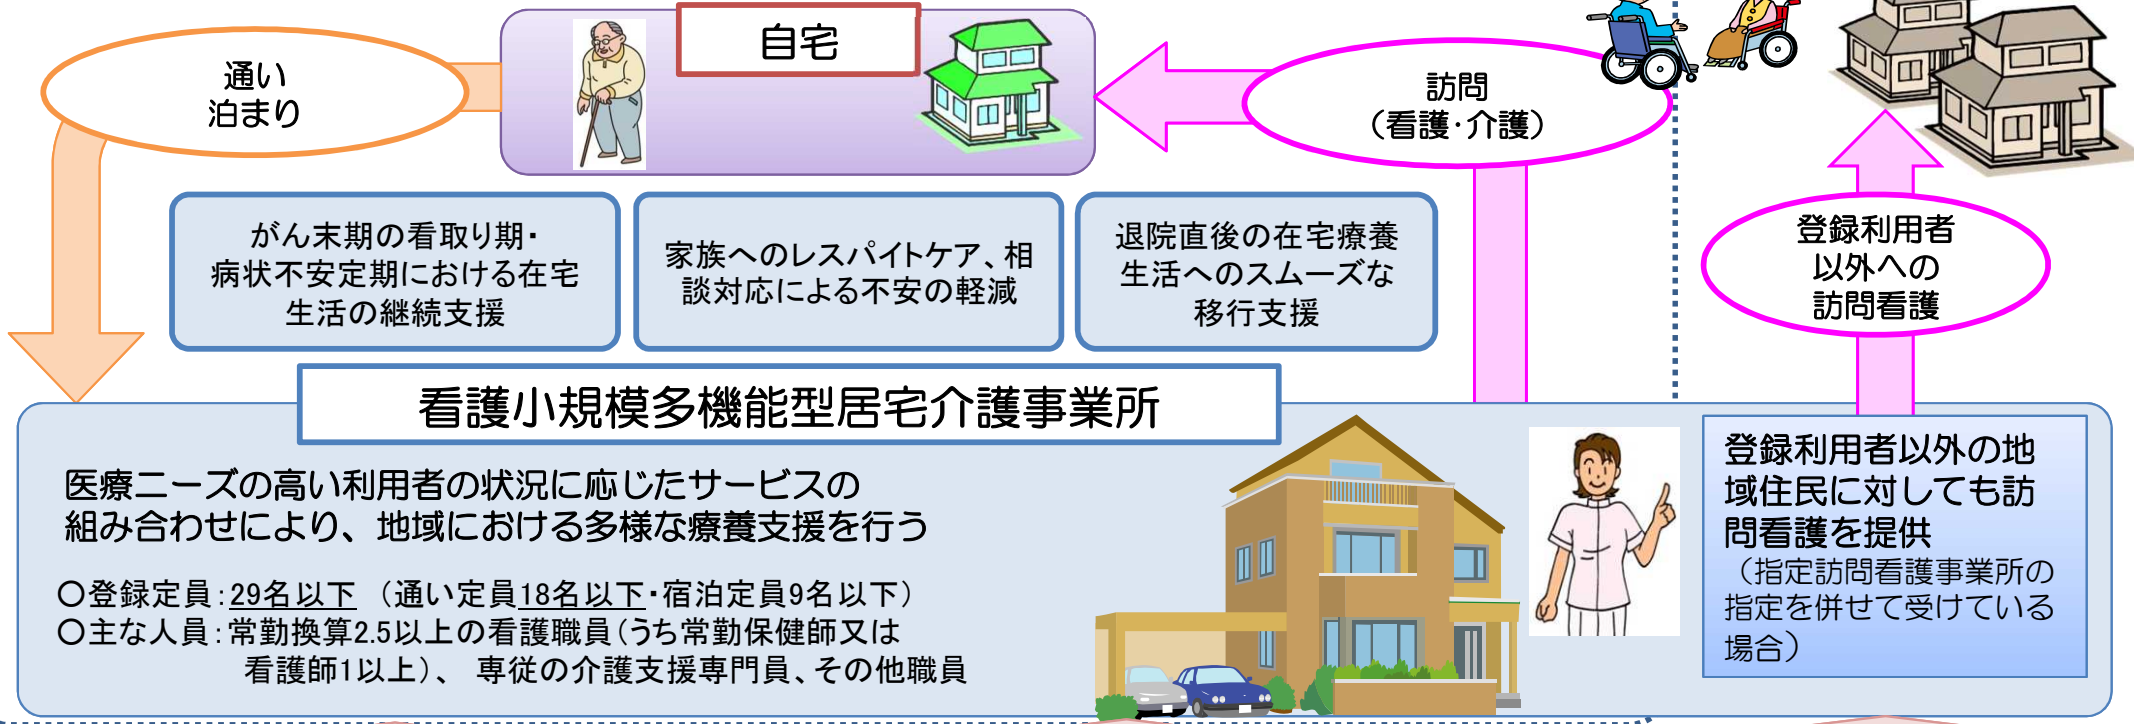 自宅
通い
泊まり
訪問
（看護・介護）
がん末期の看取り期・
病状不安定期における在宅
生活の継続支援
家族へのレスパイトケア、相
談対応による不安の軽減
退院直後の在宅療養
生活へのスムーズな
移行支援
登録利用者
以外への
訪問看護
看護小規模多機能型居宅介護事業所
医療ニーズの高い利用者の状況に応じたサービスの
組み合わせにより、地域における多様な療養支援を行う
○登録定員：29名以下 （通い定員18名以下・宿泊定員9名以下）
○主な人員：常勤換算2.5以上の看護職員（うち常勤保健師又は
看護師1以上）、 専従の介護支援専門員、その他職員
登録利用者以外の地
域住民に対しても訪
問看護を提供
（指定訪問看護事業所の
指定を併せて受けている
場合）